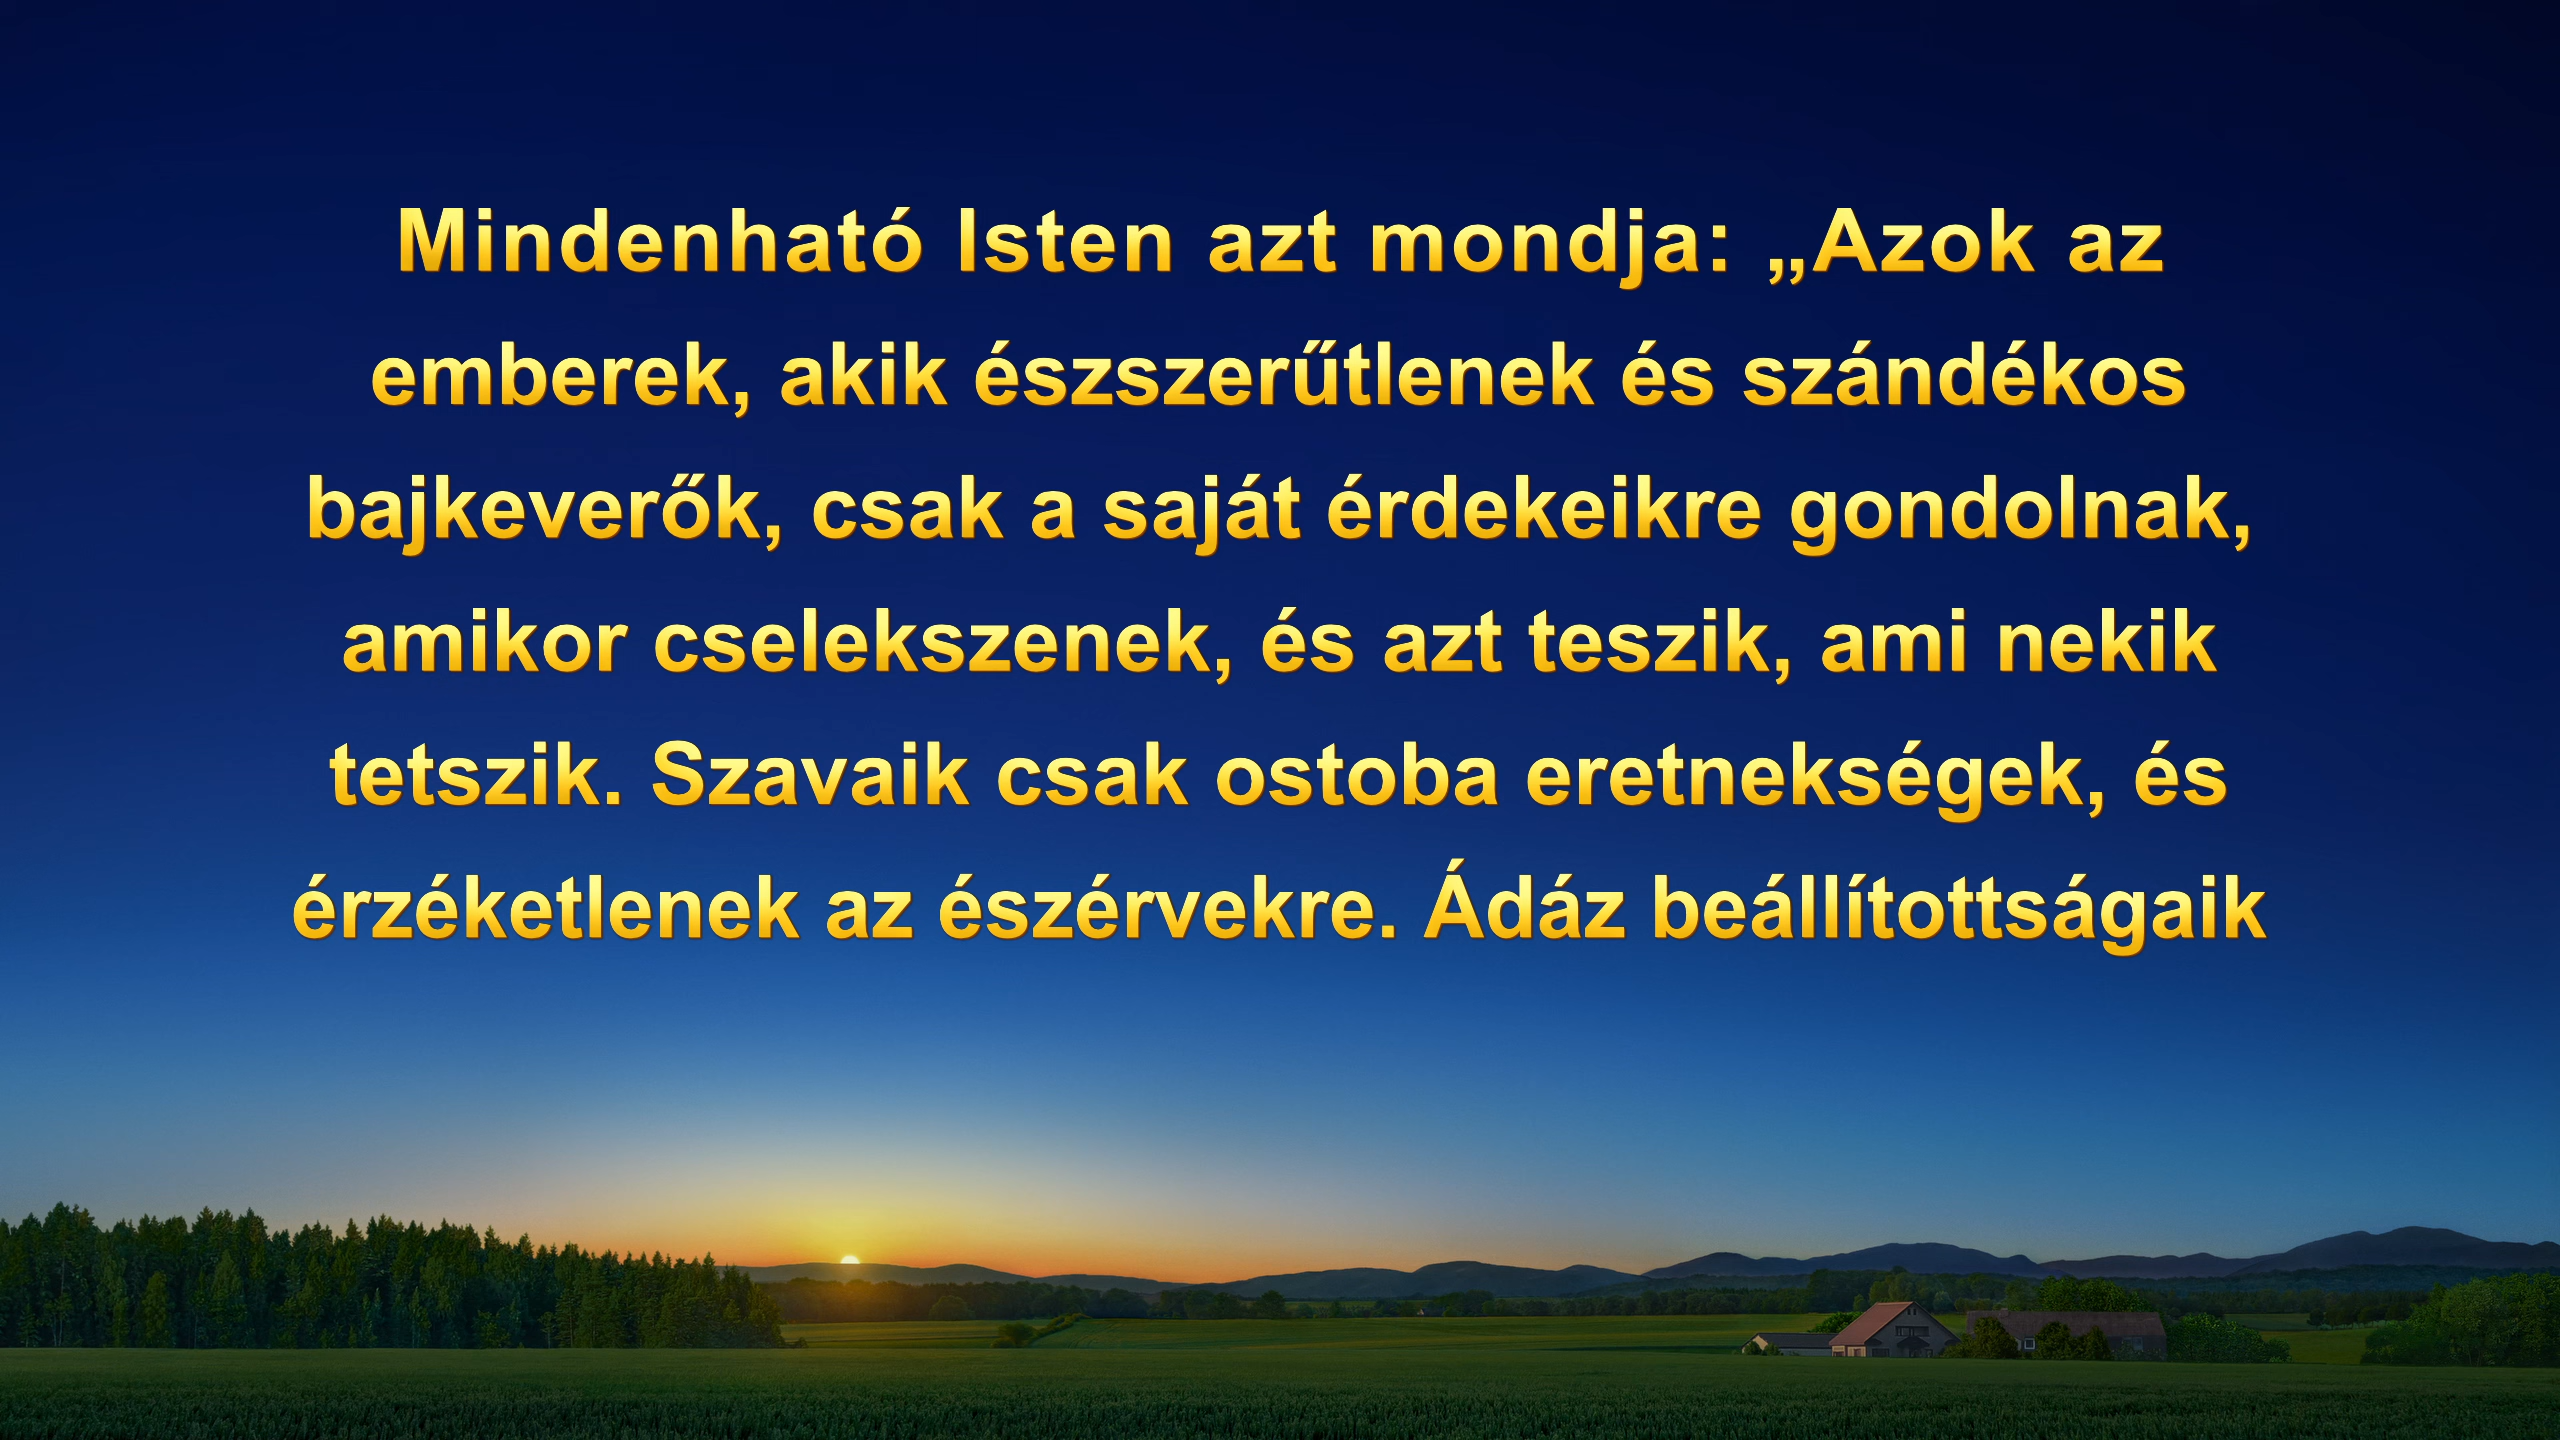 Mindenható Isten azt mondja: „Azok az
emberek, akik észszerűtlenek és szándékos
bajkeverők, csak a saját érdekeikre gondolnak,
amikor cselekszenek, és azt teszik, ami nekik
tetszik. Szavaik csak ostoba eretnekségek, és
érzéketlenek az észérvekre. Ádáz beállítottságaik